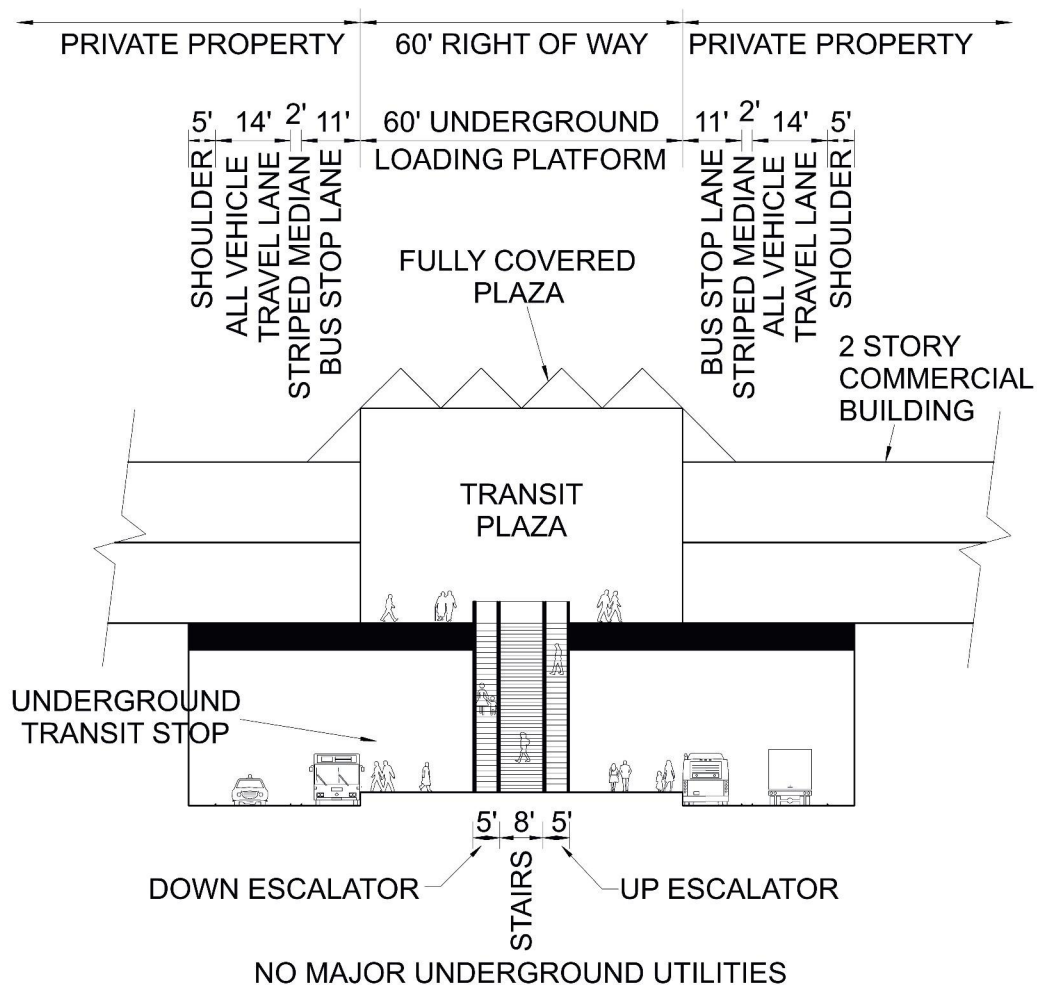 PRIVATE PROPERTY
60' RIGHT OF WAY
PRIVATE PROPERTY
5'
14'
2'
11'
60' UNDERGROUND
LOADING PLATFORM
11'
2'
14'
5'
SHOULDER
ALL VEHICLE
TRAVEL LANE
STRIPED MEDIAN
BUS STOP LANE
BUS STOP LANE
STRIPED MEDIAN
ALL VEHICLE
TRAVEL LANE
SHOULDER
FULLY COVERED
PLAZA
2 STORY
COMMERCIAL
BUILDING
TRANSIT
PLAZA
UNDERGROUND
TRANSIT STOP
5'
8'
5'
DOWN ESCALATOR
STAIRS
UP ESCALATOR
NO MAJOR UNDERGROUND UTILITIES